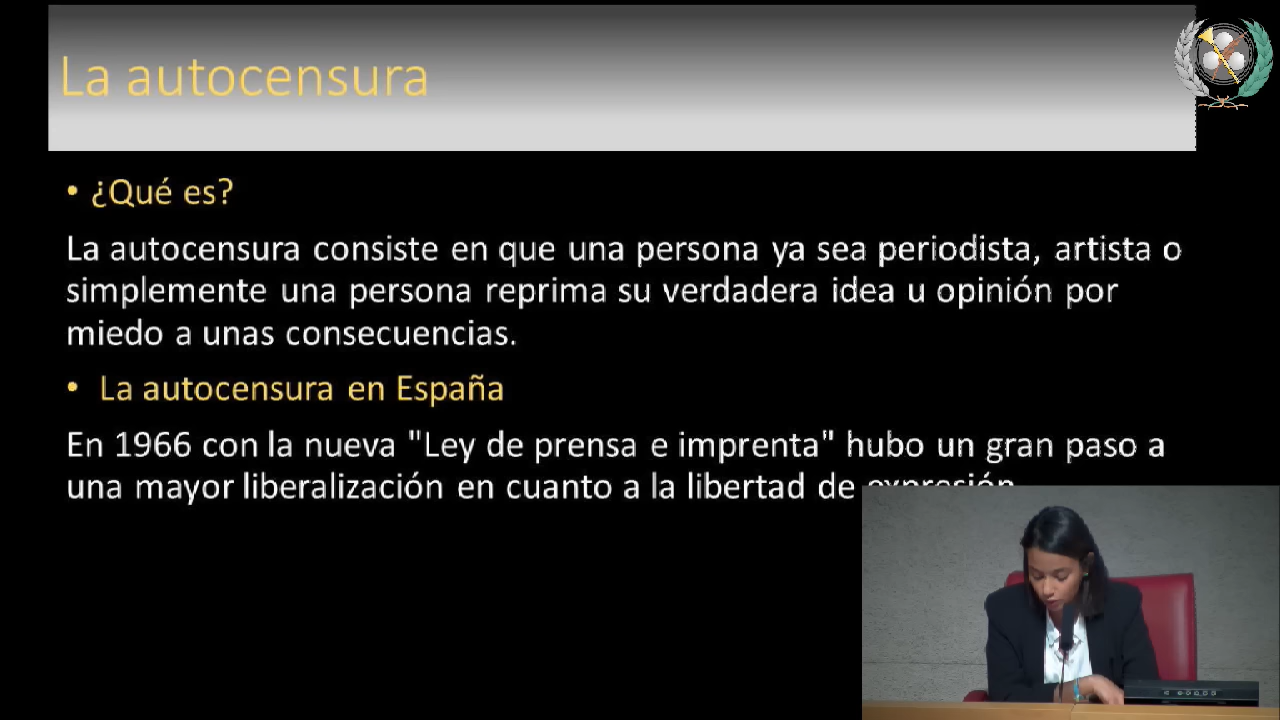 La autocensura
• ¿Qué es?
La autocensura consiste en que una persona ya sea periodista, artista o
simplemente una persona reprima su verdadera idea u opinión por
miedo a unas consecuencias.
• La autocensura en España
En 1966 con la nueva "Ley de prensa e imprenta" hubo un gran paso a
una mayor liberalización en cuanto a la libertad de expresión